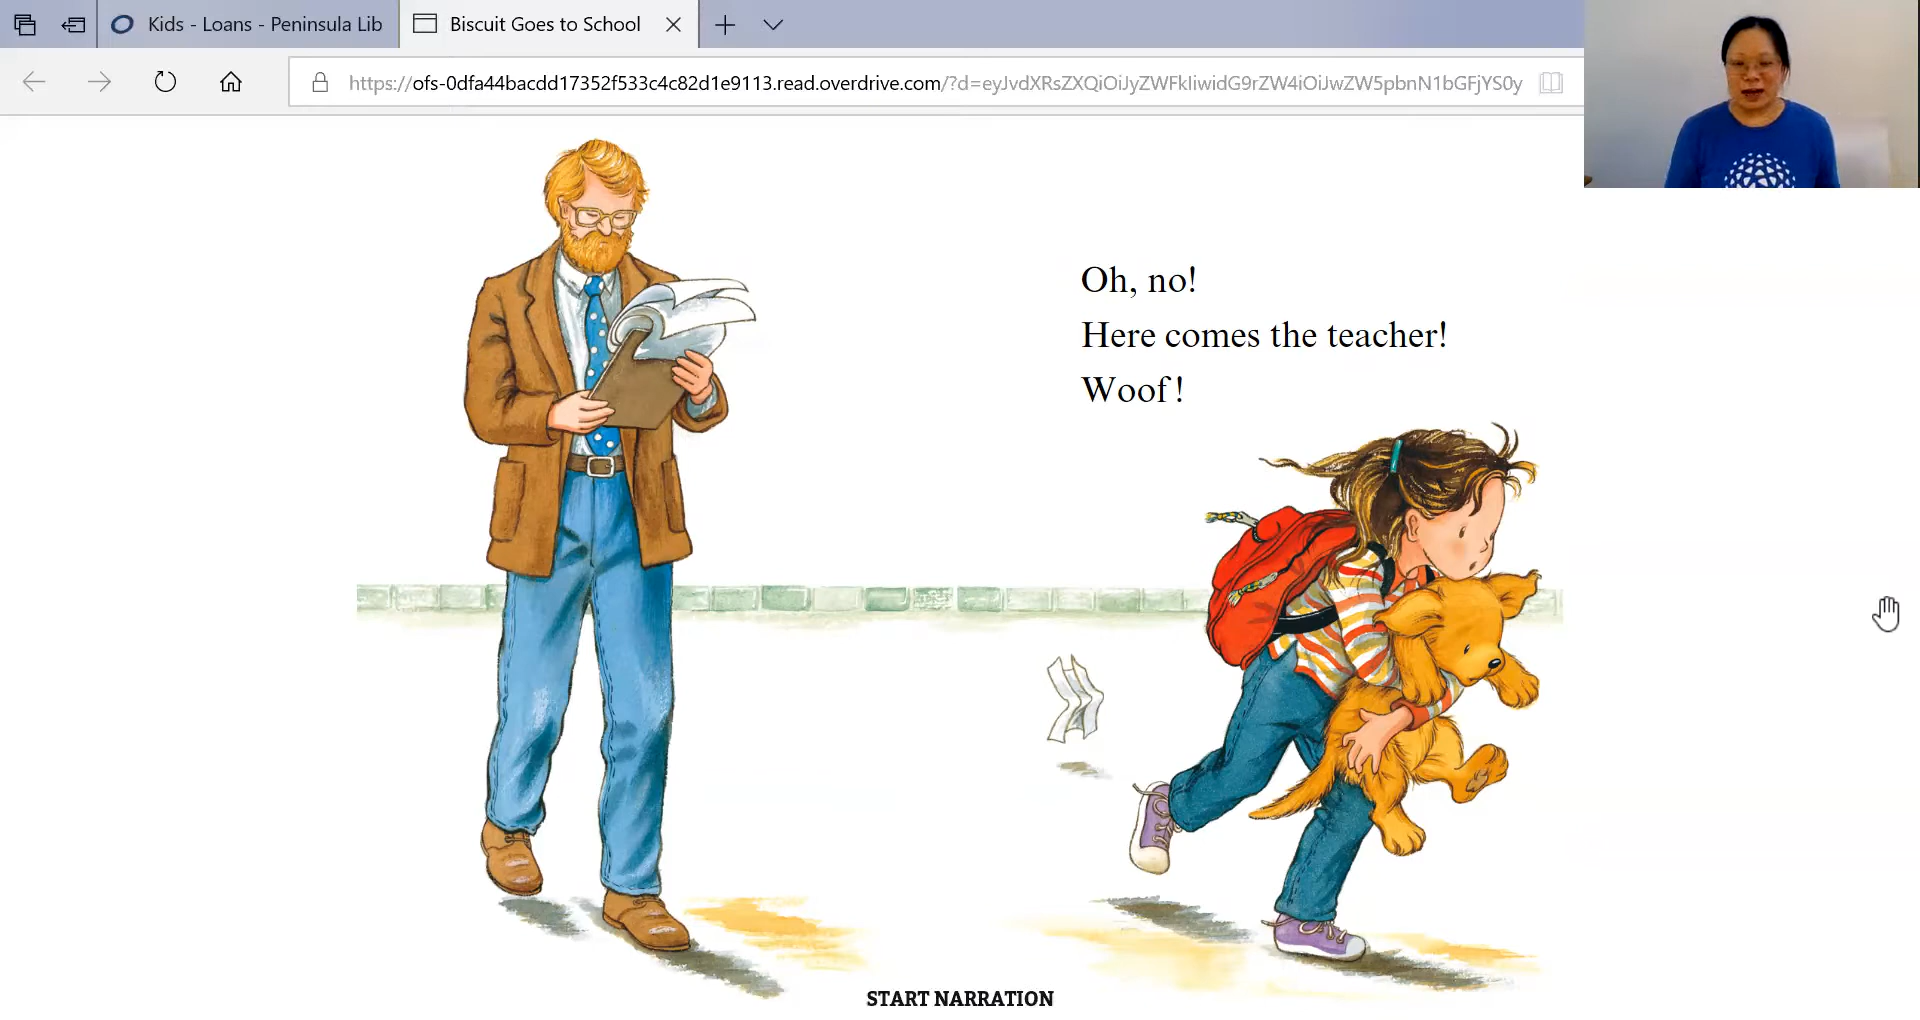 Kids - Loans - Peninsula Lib
Biscuit Goes to School
https://ofs-0dfa44bacdd17352f533c4c82d1e9113.read.overdrive.com/?d=eyJvdXRsZXQiOiJyZWFkIiwidG9rZW4iOiJwZW5pbnN1bGFjYS0y
Oh, no!
Here comes the teacher!
Woof!
START NARRATION